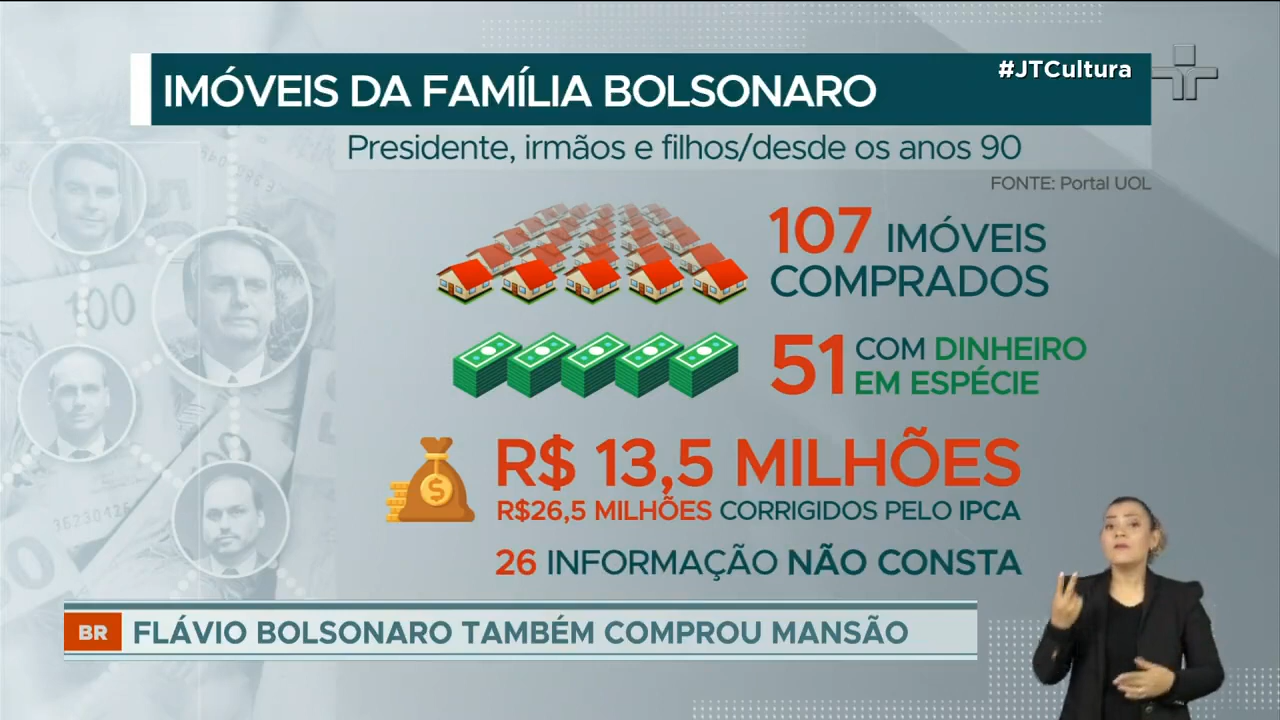 #JTCultura
IMÓVEIS DA FAMÍLIA BOLSONARO
Presidente, irmãos e filhos/desde os anos 90
FONTE: Portal UOL
107 IMÓVEIS
COMPRADOS
51 COM DINHEIRO
EM ESPÉCIE
R$ 13,5 MILHÕES
R$26,5 MILHÕES CORRIGIDOS PELO IPCA
26 INFORMAÇÃO NÃO CONSTA
BR FLÁVIO BOLSONARO TAMBÉM COMPROU MANSÃO
100